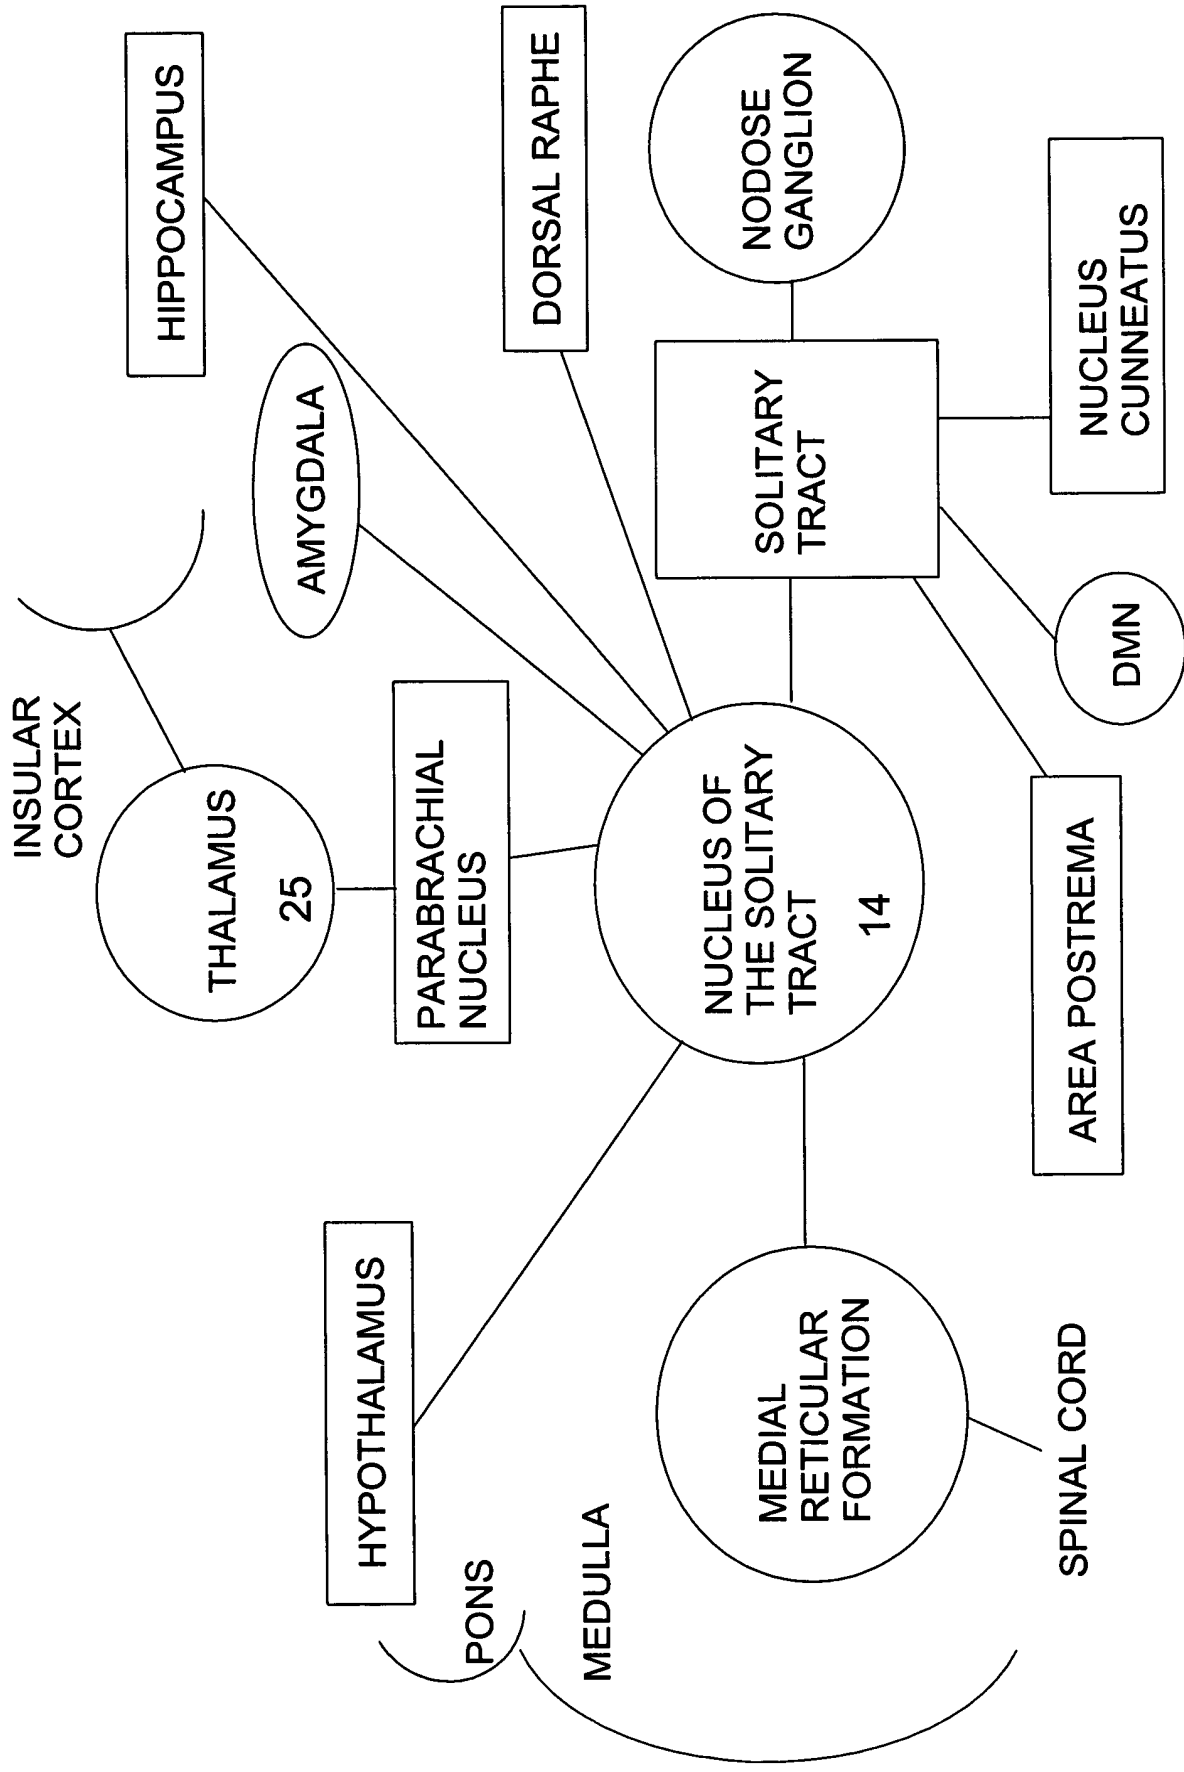 INSULAR
CORTEX
HIPPOCAMPUS
THALAMUS
25
AMYGDALA
HYPOTHALAMUS
PARABRACHIAL
NUCLEUS
DORSAL RAPHE
PONS
MEDULLA
NUCLEUS OF
THE SOLITARY
TRACT
14
SOLITARY
TRACT
NODOSE
GANGLION
MEDIAL
RETICULAR
FORMATION
SPINAL CORD
AREA POSTREMA
DMN
NUCLEUS
CUNNEATUS